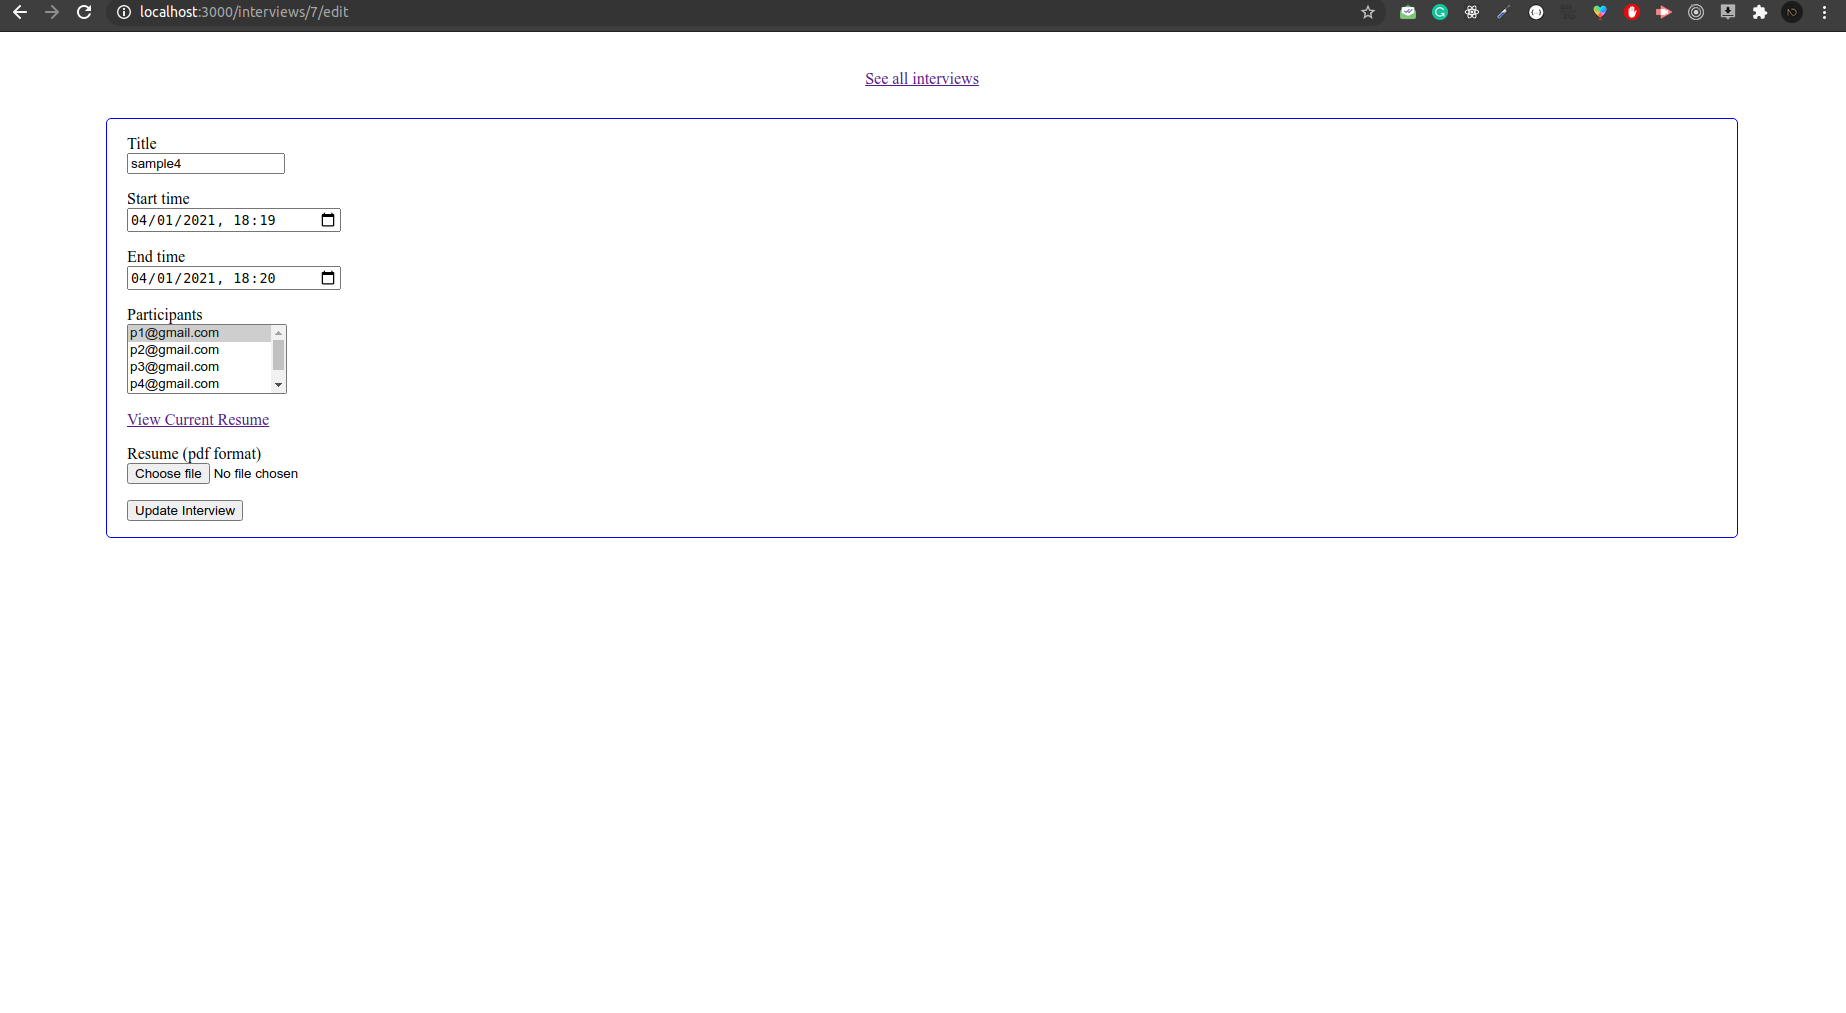 localhost:3000/interviews/7/edit
See all interviews
Title
sample4
Start time
04/01/2021, 18:19
End time
04/01/2021, 18:20
Participants
p1@gmail.com
p2@gmail.com
p3@gmail.com
p4@gmail.com
View Current Resume
Resume (pdf format)
Choose file No file chosen
Update Interview